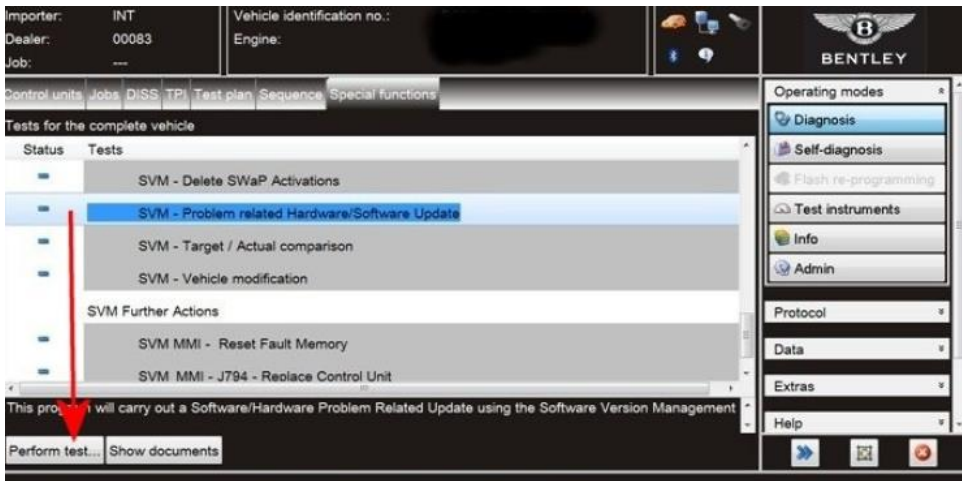 Importer: INT
Dealer: 00083
Job: ---
Vehicle identification no.:
Engine:
BENTLEY
Control units Jobs DISS TPI Test plan Sequence Special functions
Tests for the complete vehicle
Status Tests
SVM - Delete SWaP Activations
SVM - Problem related Hardware/Software Update
SVM - Target / Actual comparison
SVM - Vehicle modification
SVM Further Actions
SVM MMI - Reset Fault Memory
SVM MMI - J794 - Replace Control Unit
This program will carry out a Software/Hardware Problem Related Update using the Software Version Management
Perform test... Show documents
Operating modes
Diagnosis
Self-diagnosis
Flash re-programming
Test instruments
Info
Admin
Protocol
Data
Extras
Help